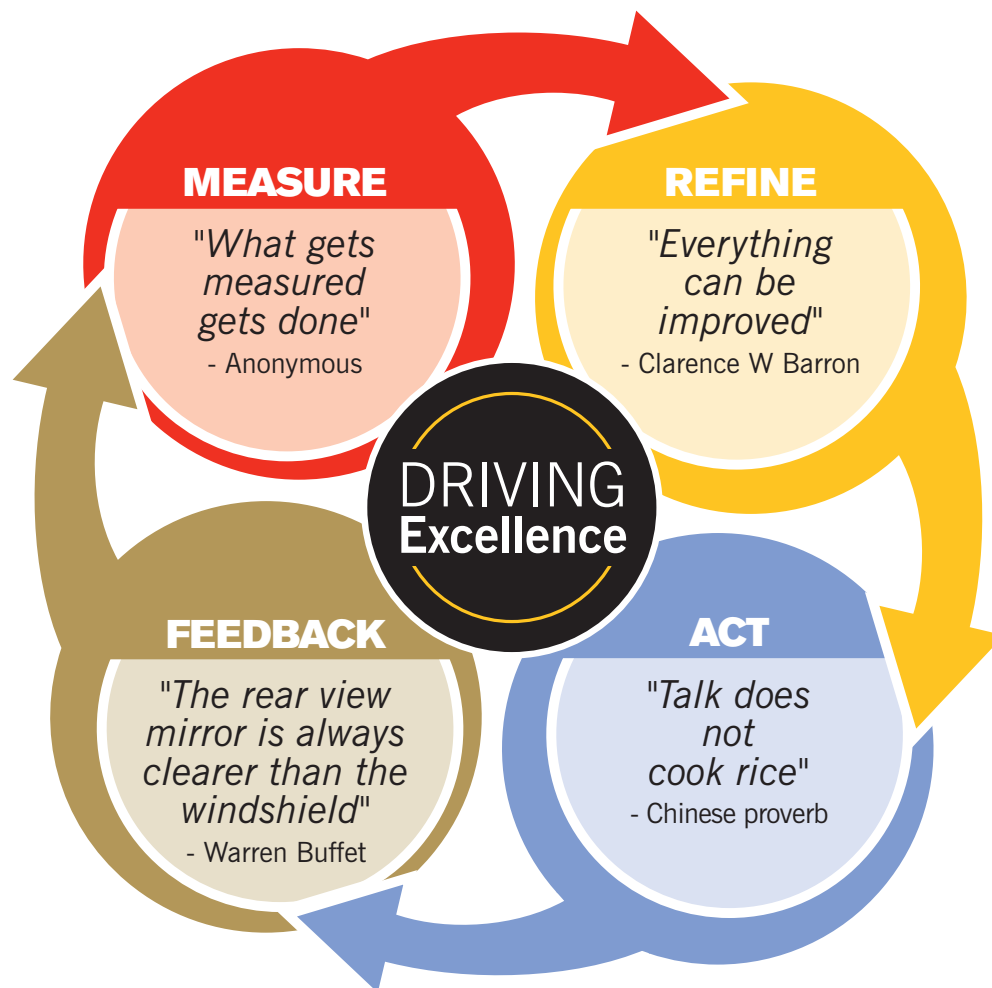 MEASURE
"What gets
measured
gets done"
- Anonymous
REFINE
"Everything
can be
improved"
- Clarence W Barron
DRIVING
Excellence
FEEDBACK
"The rear view
mirror is always
clearer than the
windshield"
- Warren Buffet
ACT
"Talk does
not
cook rice"
- Chinese proverb